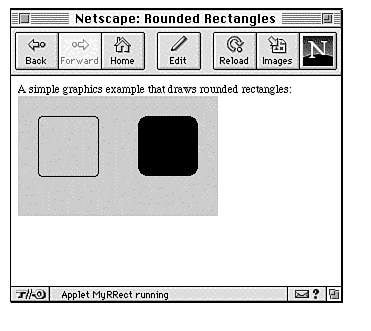 Netscape: Rounded Rectangles
Back Forward Home Edit Reload Images N
A simple graphics example that draws rounded rectangles:
Applet MyRRect running ?